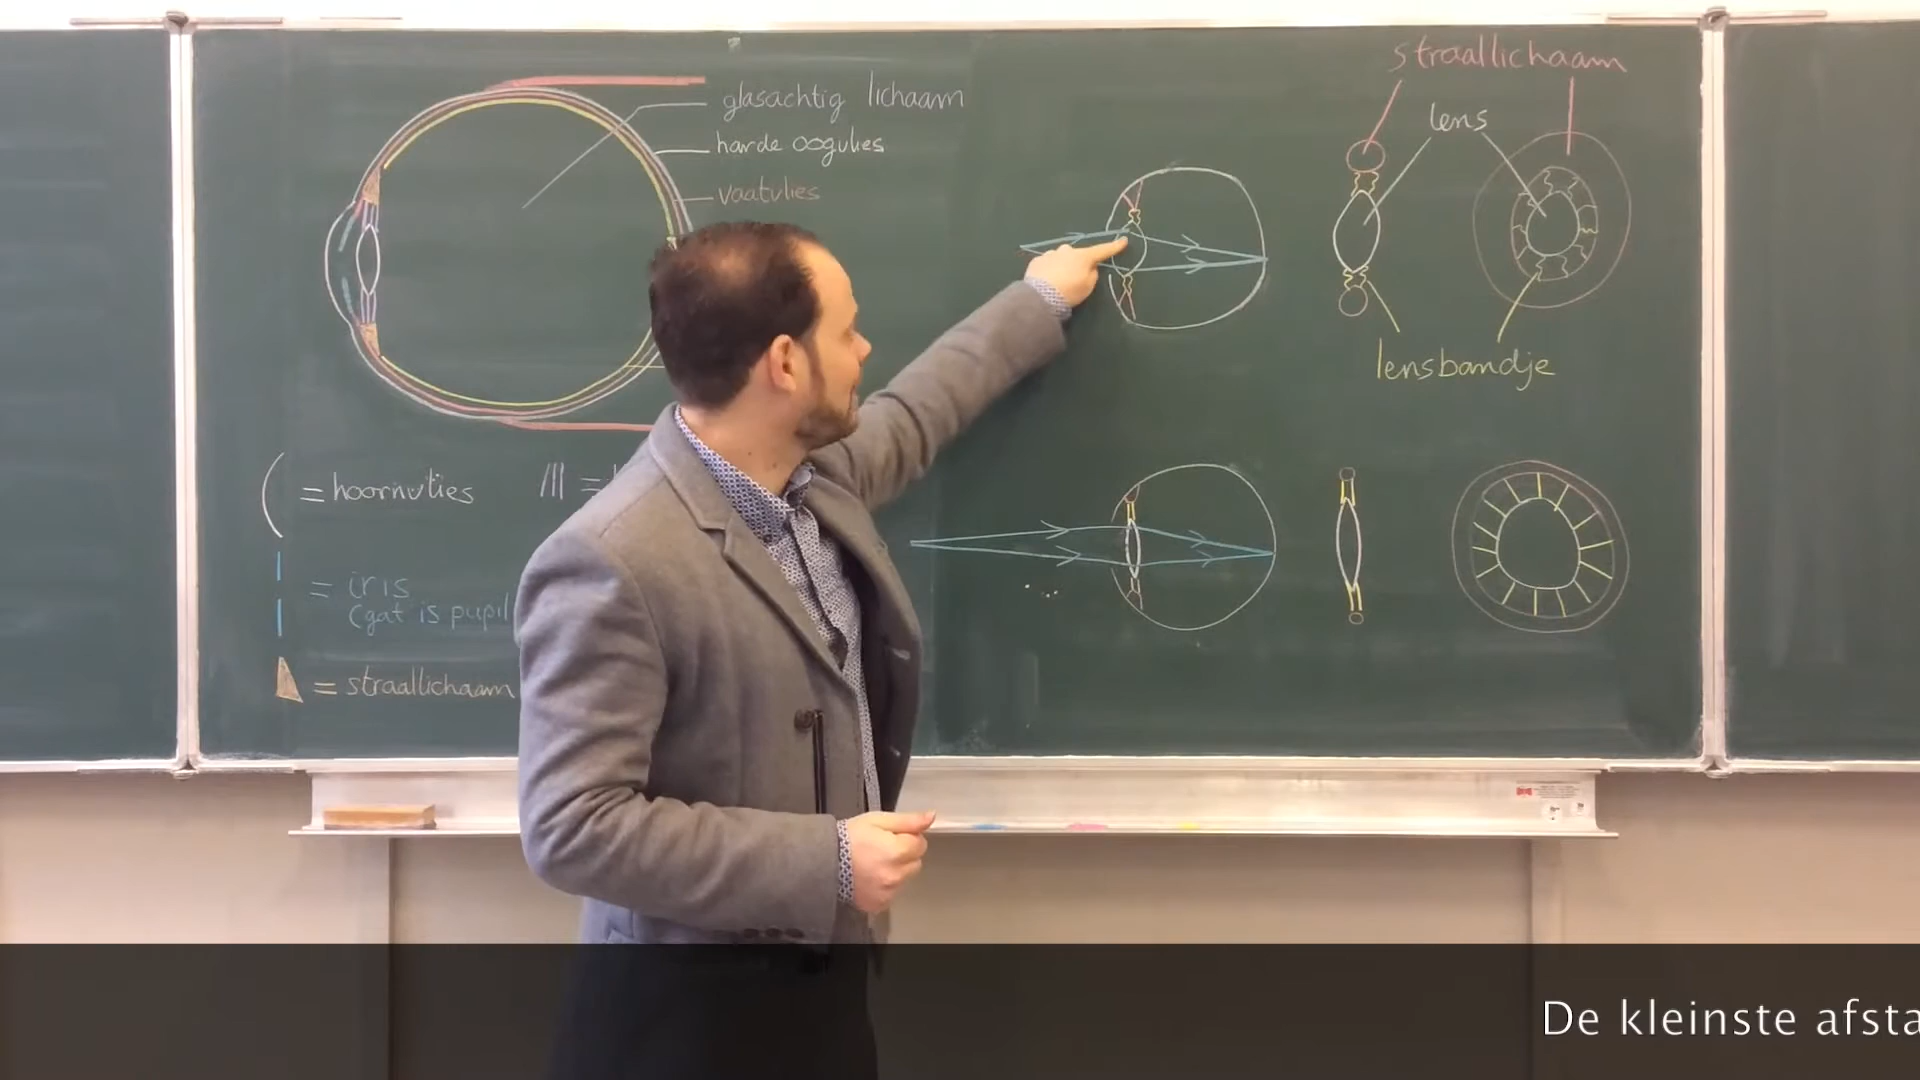 glasachtig lichaam
harde oogvlies
vaatvlies
= hoornvlies
/// =
= iris
(gat is pupil
= straallichaam
straallichaam
lens
lensbandje
De kleinste afsta